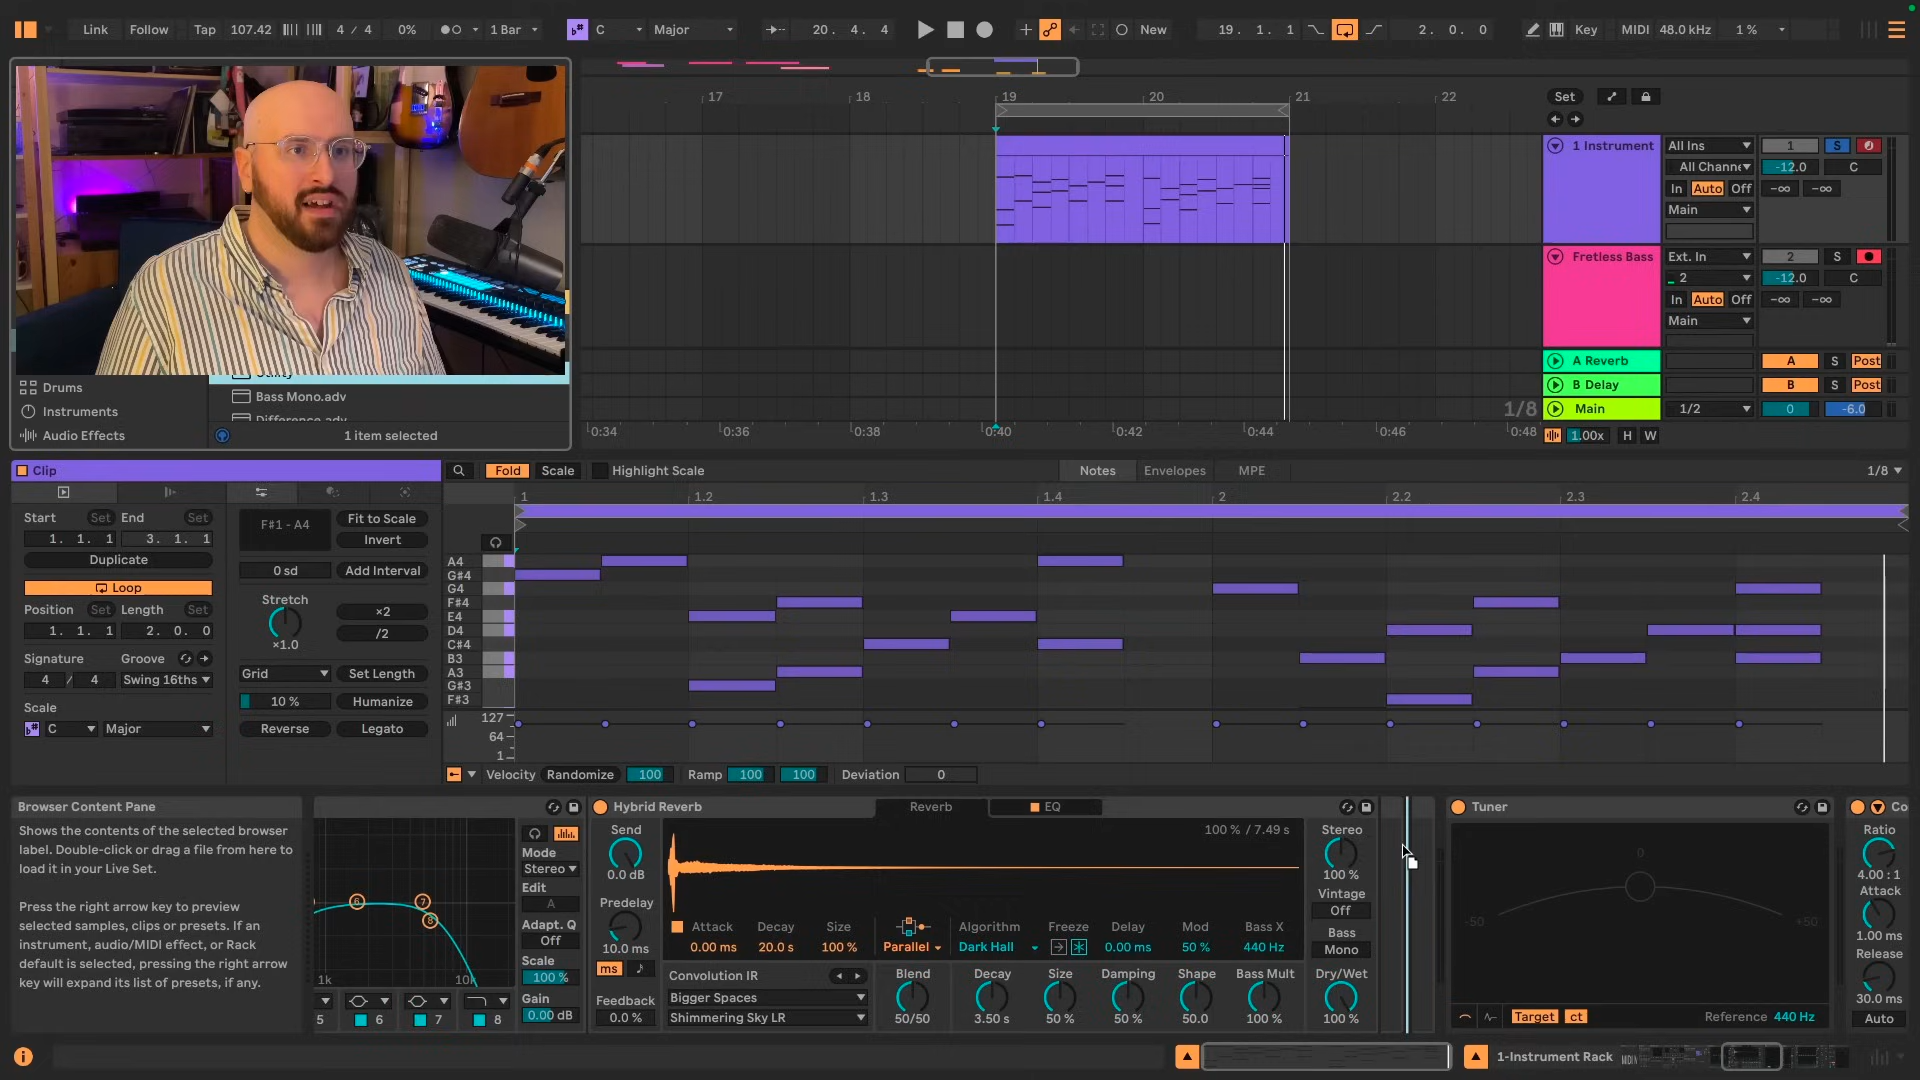 Link Follow Tap 107.42 4 / 4 0% 1 Bar C Major 20. 4. 4 New 19. 1. 1 2. 0. 0 Key MIDI 48.0 kHz 1 %
17 18 19 20 21 22 Set
1 Instrument All Ins 1 S
All Channe -12.0 C
In Auto Off -∞ -∞
Main
Fretless Bass Ext. In 2 S
2 -12.0 C
In Auto Off -∞ -∞
Main
A Reverb A S Post
B Delay B S Post
1/8 Main 1/2 0 -6.0
0:34 0:36 0:38 0:40 0:42 0:44 0:46 0:48 1.00x H W
Utility
Drums Bass Mono.adv
Instruments Difference.adv
Audio Effects 1 item selected
Clip Fold Scale Highlight Scale Notes Envelopes MPE 1/8
1 1.2 1.3 1.4 2 2.2 2.3 2.4
Start Set End Set F#1 - A4 Fit to Scale
1. 1. 1 3. 1. 1 Invert
Duplicate 0 sd Add Interval
Loop Stretch
Position Set Length Set ×2
1. 1. 1 2. 0. 0 ×1.0 /2
Signature Groove
4 / 4 Swing 16ths Grid Set Length
Scale 10 % Humanize
C Major Reverse Legato
A4
G#4
G4
F#4
E4
D4
C#4
B3
A3
G#3
F#3
127
64
1
Velocity Randomize 100 Ramp 100 100 Deviation 0
Browser Content Pane
Shows the contents of the selected browser
label. Double-click or drag a file from here to
load it in your Live Set.
Press the right arrow key to preview
selected samples, clips or presets. If an
instrument, audio/MIDI effect, or Rack
default is selected, pressing the right arrow
key will expand its list of presets, if any.
6 7 8
1k 10k
5 6 7 8
Mode
Stereo
Edit
A
Adapt. Q
Off
Scale
100 %
Gain
0.00 dB
Hybrid Reverb Reverb EQ
Send
0.0 dB
Predelay
10.0 ms
ms
Feedback
0.0 %
100 % / 7.49 s
Attack Decay Size Algorithm Freeze Delay Mod Bass X
0.00 ms 20.0 s 100 % Parallel Dark Hall 0.00 ms 50 % 440 Hz
Convolution IR Blend Decay Size Damping Shape Bass Mult
Bigger Spaces
Shimmering Sky LR 50/50 3.50 s 50 % 50 % 50.0 100 %
Stereo
100 %
Vintage
Off
Bass
Mono
Dry/Wet
100 %
Tuner
0
-50 +50
Target ct Reference 440 Hz
Co
Ratio
4.00 : 1
Attack
1.00 ms
Release
30.0 ms
Auto
1-Instrument Rack